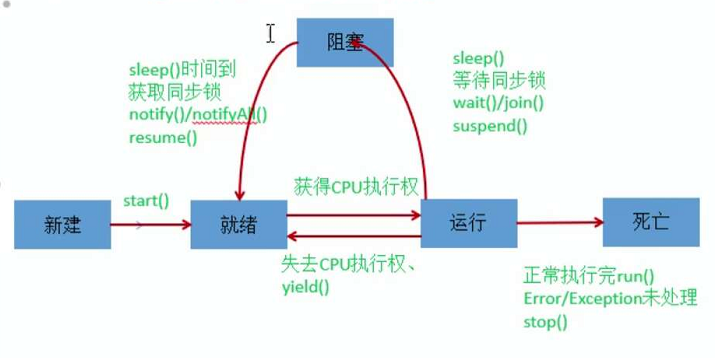 阻塞
sleep()时间到
获取同步锁
notify()/notifyAll()
resume()
sleep()
等待同步锁
wait()/join()
suspend()
start()
获得CPU执行权
新建
就绪
运行
死亡
失去CPU执行权、
yield()
正常执行完run()
Error/Exception未处理
stop()